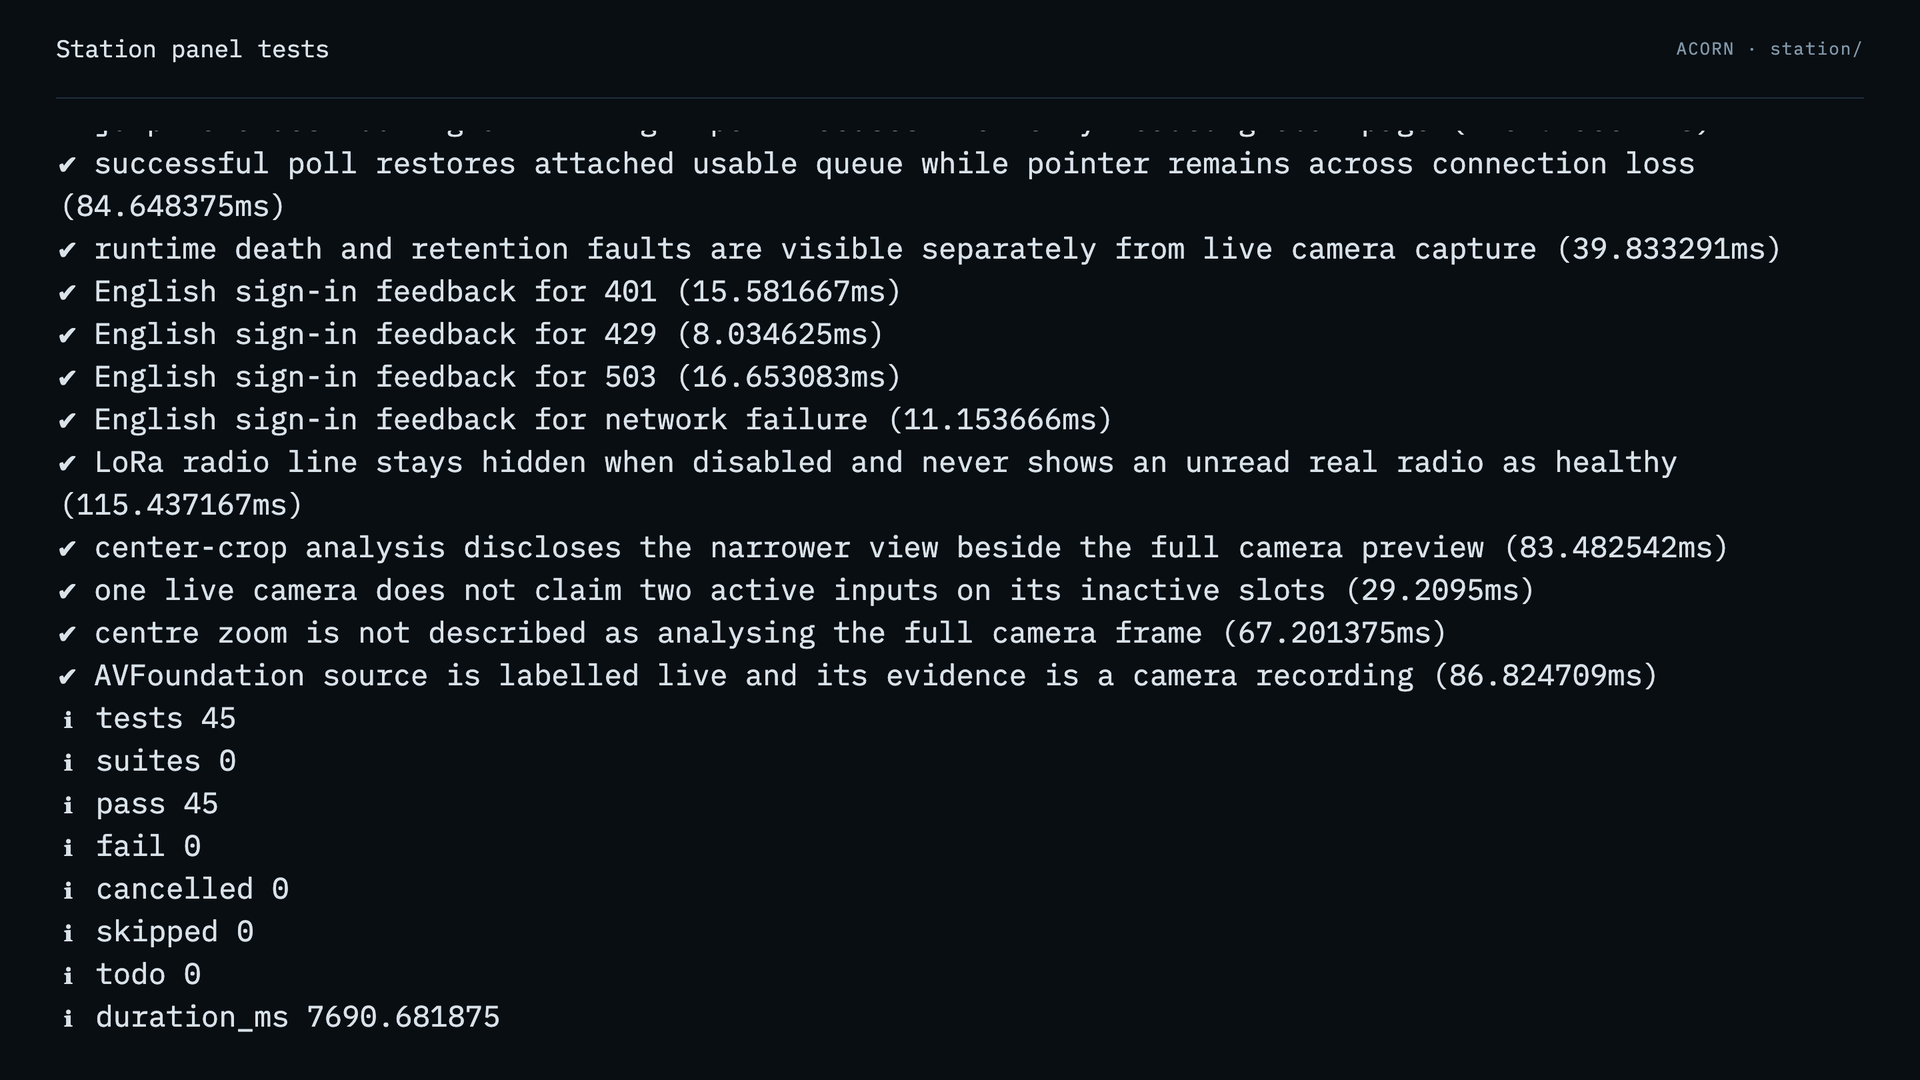 Station panel tests
ACORN · station/
✔ successful poll restores attached usable queue while pointer remains across connection loss
(84.648375ms)
✔ runtime death and retention faults are visible separately from live camera capture (39.833291ms)
✔ English sign-in feedback for 401 (15.581667ms)
✔ English sign-in feedback for 429 (8.034625ms)
✔ English sign-in feedback for 503 (16.653083ms)
✔ English sign-in feedback for network failure (11.153666ms)
✔ LoRa radio line stays hidden when disabled and never shows an unread real radio as healthy
(115.437167ms)
✔ center-crop analysis discloses the narrower view beside the full camera preview (83.482542ms)
✔ one live camera does not claim two active inputs on its inactive slots (29.2095ms)
✔ centre zoom is not described as analysing the full camera frame (67.201375ms)
✔ AVFoundation source is labelled live and its evidence is a camera recording (86.824709ms)
ℹ tests 45
ℹ suites 0
ℹ pass 45
ℹ fail 0
ℹ cancelled 0
ℹ skipped 0
ℹ todo 0
ℹ duration_ms 7690.681875